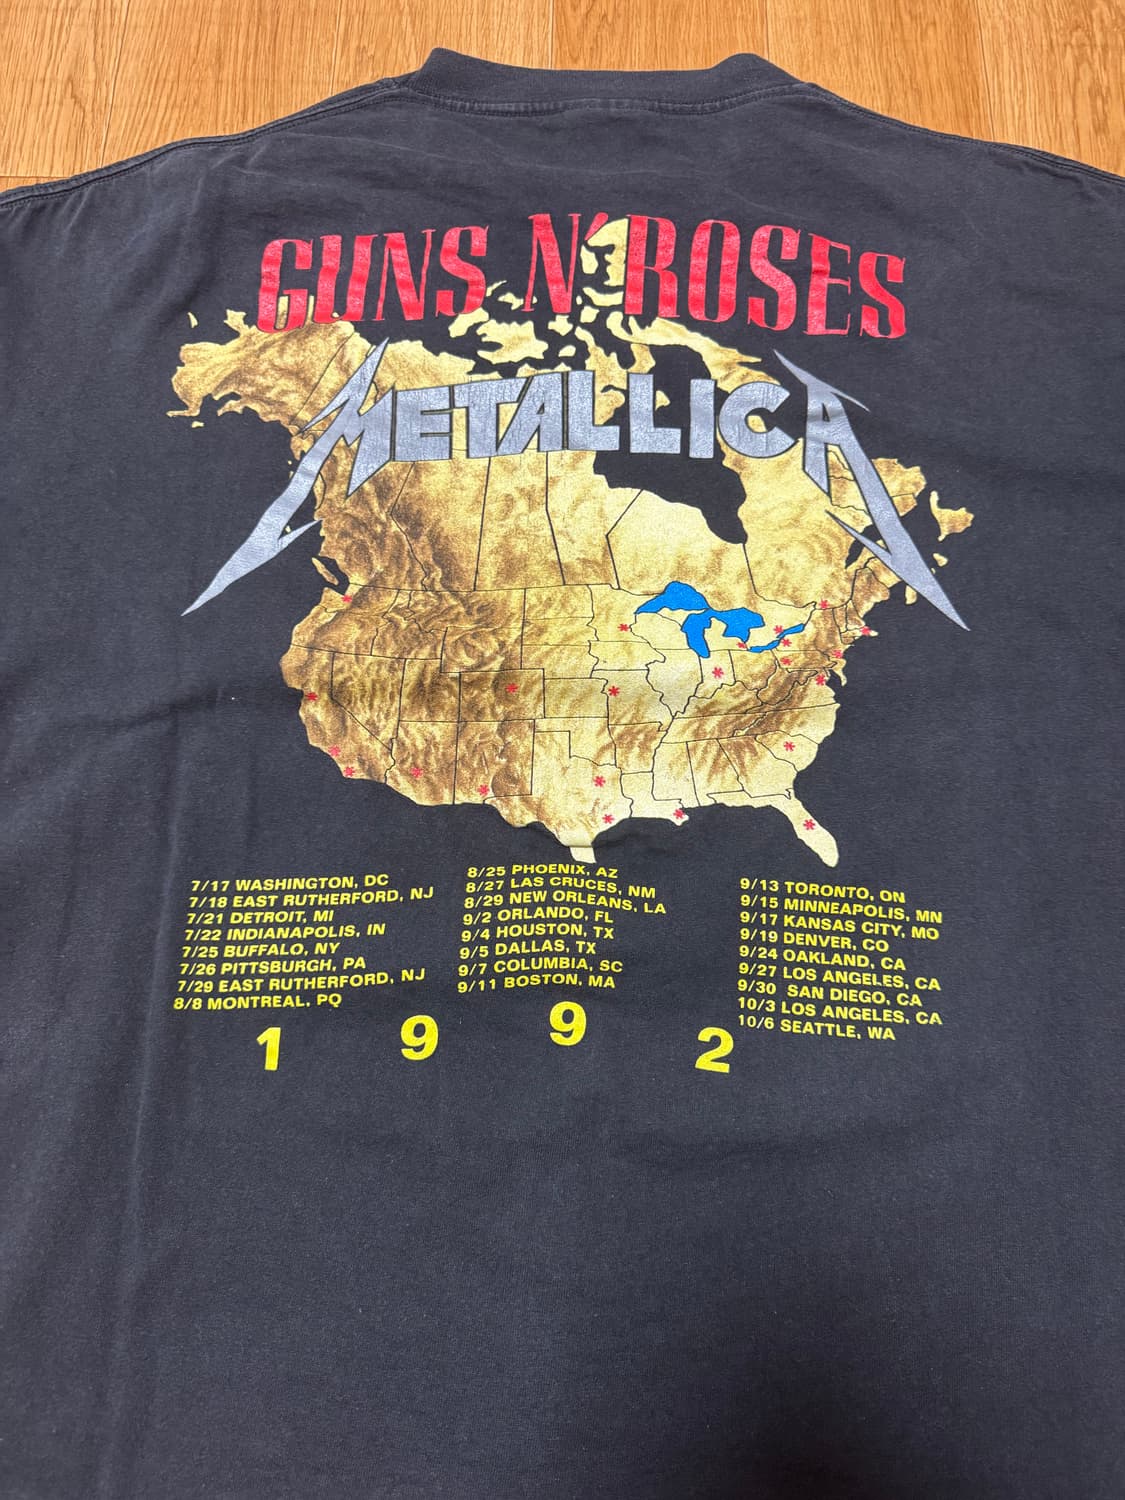 GUNS N' ROSES
METALLICA
7/17 WASHINGTON, DC
7/18 EAST RUTHERFORD, NJ
7/21 DETROIT, MI
7/22 INDIANAPOLIS, IN
7/25 BUFFALO, NY
7/26 PITTSBURGH, PA
7/29 EAST RUTHERFORD, NJ
8/8 MONTREAL, PQ
8/25 PHOENIX, AZ
8/27 LAS CRUCES, NM
8/29 NEW ORLEANS, LA
9/2 ORLANDO, FL
9/4 HOUSTON, TX
9/5 DALLAS, TX
9/7 COLUMBIA, SC
9/11 BOSTON, MA
9/13 TORONTO, ON
9/15 MINNEAPOLIS, MN
9/17 KANSAS CITY, MO
9/19 DENVER, CO
9/24 OAKLAND, CA
9/27 LOS ANGELES, CA
9/30 SAN DIEGO, CA
10/3 LOS ANGELES, CA
10/6 SEATTLE, WA
1 9 9 2